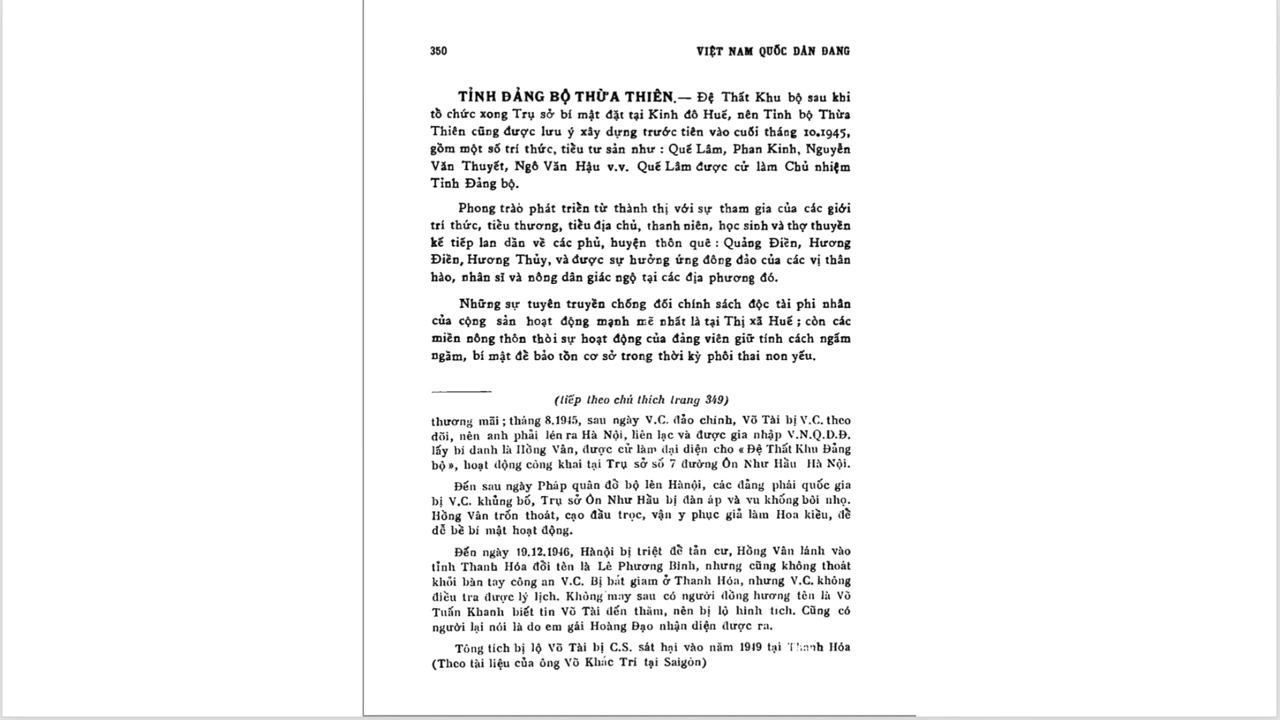 350
VIỆT NAM QUỐC DÂN ĐẢNG
TỈNH ĐẢNG BỘ THỪA THIÊN.— Đệ Thất Khu bộ sau khi
tổ chức xong Trụ sở bí mật đặt tại Kinh đô Huế, nên Tỉnh bộ Thừa
Thiên cũng được lưu ý xây dựng trước tiên vào cuối tháng 10.1945,
gồm một số trí thức, tiểu tư sản như : Quế Lâm, Phan Kinh, Nguyễn
Văn Thuyết, Ngô Văn Hậu v.v. Quế Lâm được cử làm Chủ nhiệm
Tỉnh Đảng bộ.
Phong trào phát triển từ thành thị với sự tham gia của các giới
trí thức, tiểu thương, tiểu địa chủ, thanh niên, học sinh và thợ thuyền
kế tiếp lan dần về các phủ, huyện thôn quê : Quảng Điền, Hương
Điền, Hương Thủy, và được sự hưởng ứng đông đảo của các vị thân
hào, nhân sĩ và nông dân giác ngộ tại các địa phương đó.
Những sự tuyên truyền chống đối chính sách độc tài phi nhân
của cộng sản hoạt động mạnh mẽ nhất là tại Thị xã Huế ; còn các
miền nông thôn thời sự hoạt động của đảng viên giữ tính cách ngấm
ngầm, bí mật để bảo tồn cơ sở trong thời kỳ phôi thai non yếu.
(tiếp theo chú thích trang 349)
thương mãi ; tháng 8.1945, sau ngày V.C. đảo chính, Võ Tài bị V.C. theo
dõi, nên anh phải lén ra Hà Nội, liên lạc và được gia nhập V.N.Q.D.Đ.
lấy bí danh là Hồng Vân, được cử làm đại diện cho « Đệ Thất Khu Đảng
bộ », hoạt động công khai tại Trụ sở số 7 đường Ôn Như Hầu Hà Nội.
Đến sau ngày Pháp quân đổ bộ lên Hànội, các đảng phái quốc gia
bị V.C. khủng bố, Trụ sở Ôn Như Hầu bị đàn áp và vu khống bôi nhọ.
Hồng Vân trốn thoát, cạo đầu trọc, vận y phục giả làm Hoa kiều, để
dễ bề bí mật hoạt động.
Đến ngày 19.12.1946, Hànội bị triệt để tản cư, Hồng Vân lánh vào
tỉnh Thanh Hóa đổi tên là Lê Phương Bình, nhưng cũng không thoát
khỏi bàn tay công an V.C. Bị bắt giam ở Thanh Hóa, nhưng V.C. không
điều tra được lý lịch. Không may sau có người đồng hương tên là Võ
Tuấn Khanh biết tin Võ Tài đến thăm, nên bị lộ hình tích. Cũng có
người lại nói là do em gái Hoàng Đạo nhận diện được ra.
Tông tích bị lộ Võ Tài bị C.S. sát hại vào năm 1949 tại Thanh Hóa
(Theo tài liệu của ông Võ Khắc Trí tại Saigòn)